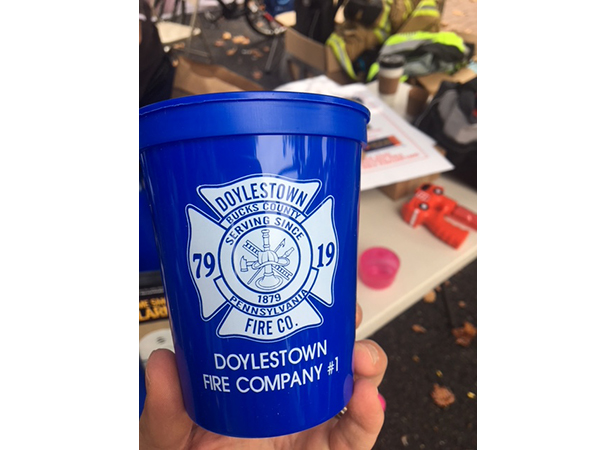 DOYLESTOWN
BUCKS COUNTY
SERVING SINCE
79
19
1879
PENNSYLVANIA
FIRE CO.
DOYLESTOWN
FIRE COMPANY #1